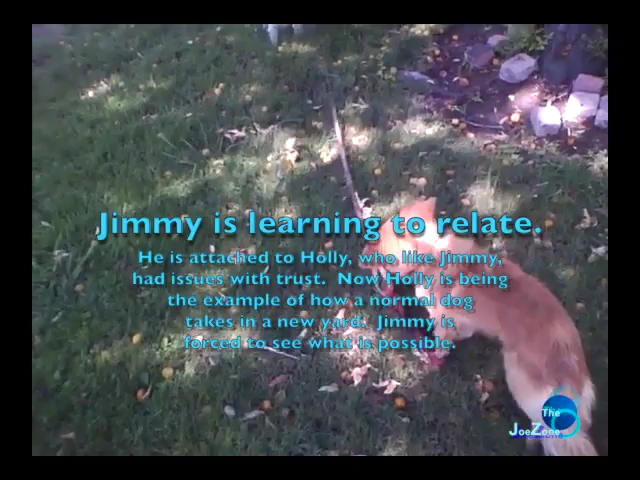 Jimmy is learning to relate.
He is attached to Holly, who like Jimmy,
had issues with trust. Now Holly is being
the example of how a normal dog
takes in a new yard. Jimmy is
forced to see what is possible.
The
JoeZone